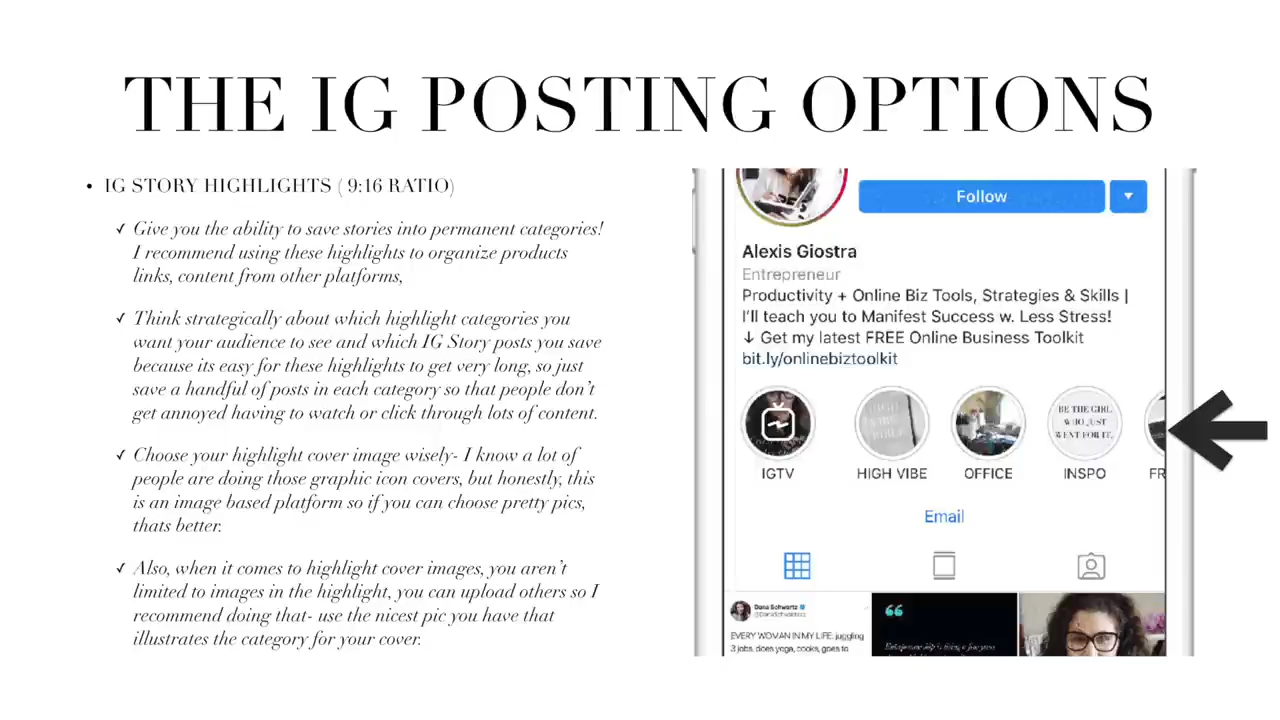 THE IG POSTING OPTIONS
• IG STORY HIGHLIGHTS ( 9:16 RATIO)
✓ Give you the ability to save stories into permanent categories!
I recommend using these highlights to organize products
links, content from other platforms,
✓ Think strategically about which highlight categories you
want your audience to see and which IG Story posts you save
because its easy for these highlights to get very long, so just
save a handful of posts in each category so that people don't
get annoyed having to watch or click through lots of content.
✓ Choose your highlight cover image wisely- I know a lot of
people are doing those graphic icon covers, but honestly, this
is an image based platform so if you can choose pretty pics,
thats better.
✓ Also, when it comes to highlight cover images, you aren't
limited to images in the highlight, you can upload others so I
recommend doing that- use the nicest pic you have that
illustrates the category for your cover.
Follow
Alexis Giostra
Entrepreneur
Productivity + Online Biz Tools, Strategies & Skills |
I'll teach you to Manifest Success w. Less Stress!
↓ Get my latest FREE Online Business Toolkit
bit.ly/onlinebiztoolkit
HIGH
VIBE
BE THE GIRL
WHO JUST
WENT FOR IT.
IGTV
HIGH VIBE
OFFICE
INSPO
FR
Email
Dana Schwartz
EVERY WOMAN IN MY LIFE: juggling
3 jobs, does yoga, cooks, goes to